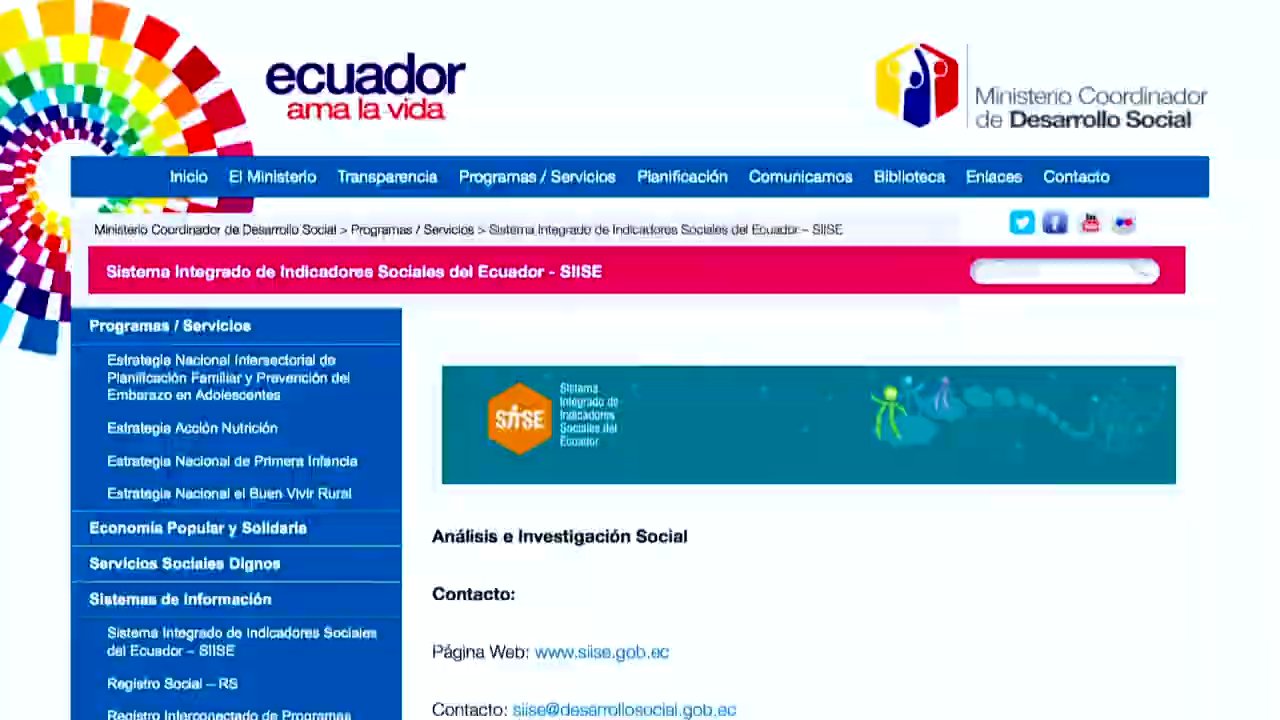 ecuador
ama la vida
Ministerio Coordinador
de Desarrollo Social
Inicio El Ministerio Transparencia Programas / Servicios Planificación Comunicamos Biblioteca Enlaces Contacto
Ministerio Coordinador de Desarrollo Social > Programas / Servicios > Sistema Integrado de Indicadores Sociales del Ecuador – SIISE
Sistema Integrado de Indicadores Sociales del Ecuador - SIISE
Programas / Servicios
Estrategia Nacional Intersectorial de
Planificación Familiar y Prevención del
Embarazo en Adolescentes
Estrategia Acción Nutrición
Estrategia Nacional de Primera Infancia
Estrategia Nacional el Buen Vivir Rural
Economía Popular y Solidaria
Servicios Sociales Dignos
Sistemas de Información
Sistema Integrado de Indicadores Sociales
del Ecuador – SIISE
Registro Social – RS
Registro Interconectado de Programas
SiiSE
Sistema
Integrado de
Indicadores
Sociales del
Ecuador
Análisis e Investigación Social
Contacto:
Página Web: www.siise.gob.ec
Contacto: siise@desarrollosocial.gob.ec